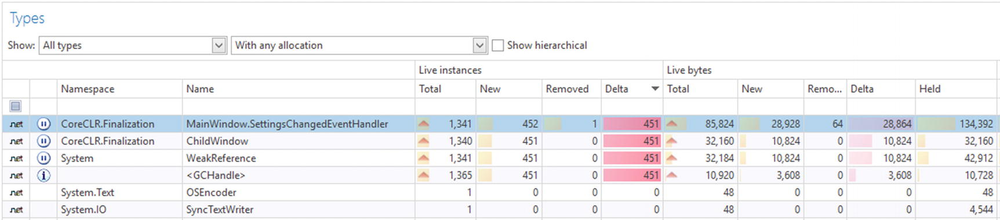 Types
Show: All types With any allocation Show hierarchical
Live instances Live bytes
Namespace Name Total New Removed Delta Total New Remo... Delta Held
.net CoreCLR.Finalization MainWindow.SettingsChangedEventHandler 1,341 452 1 451 85,824 28,928 64 28,864 134,392
.net CoreCLR.Finalization ChildWindow 1,340 451 0 451 32,160 10,824 0 10,824 32,160
.net System WeakReference 1,341 451 0 451 32,184 10,824 0 10,824 42,912
.net <GCHandle> 1,365 451 0 451 10,920 3,608 0 3,608 10,728
.net System.Text OSEncoder 1 0 0 0 48 0 0 0 48
.net System.IO SyncTextWriter 1 0 0 0 48 0 0 0 4,544